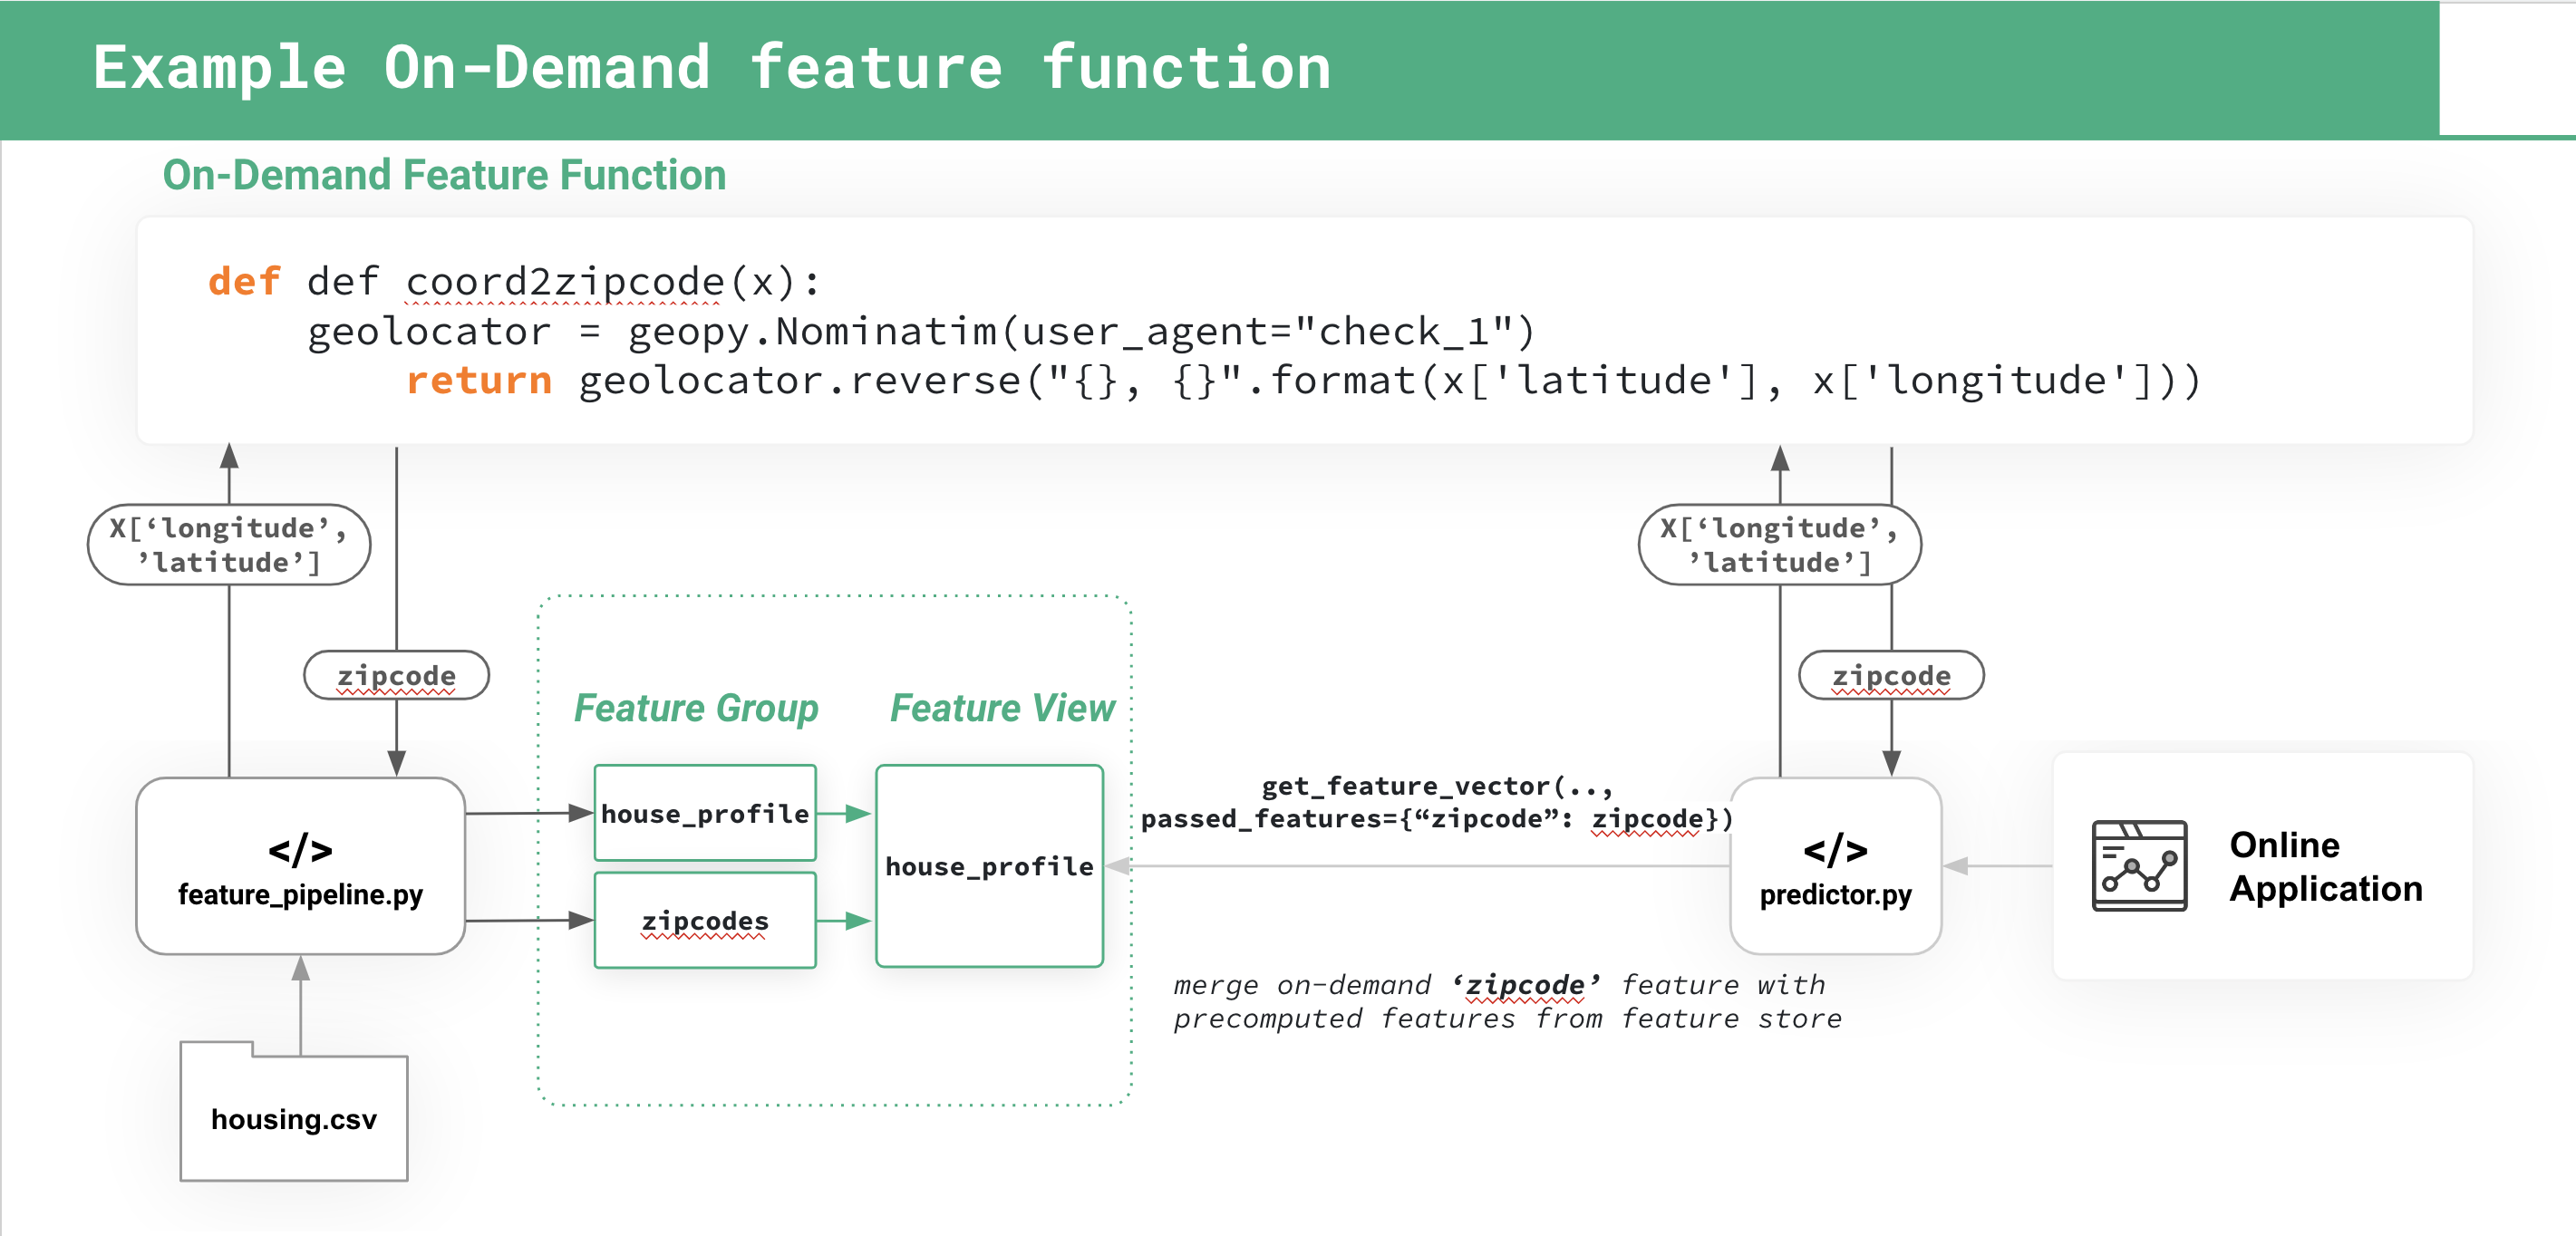 Example On-Demand feature function
On-Demand Feature Function
def def coord2zipcode(x):
geolocator = geopy.Nominatim(user_agent="check_1")
return geolocator.reverse("{}, {}".format(x['latitude'], x['longitude']))
X[‘longitude’,
’latitude’]
zipcode
X[‘longitude’,
’latitude’]
zipcode
Feature Group
Feature View
house_profile
zipcodes
house_profile
get_feature_vector(..,
passed_features={“zipcode”: zipcode})
</>
feature_pipeline.py
</>
predictor.py
Online
Application
merge on-demand ‘zipcode’ feature with
precomputed features from feature store
housing.csv